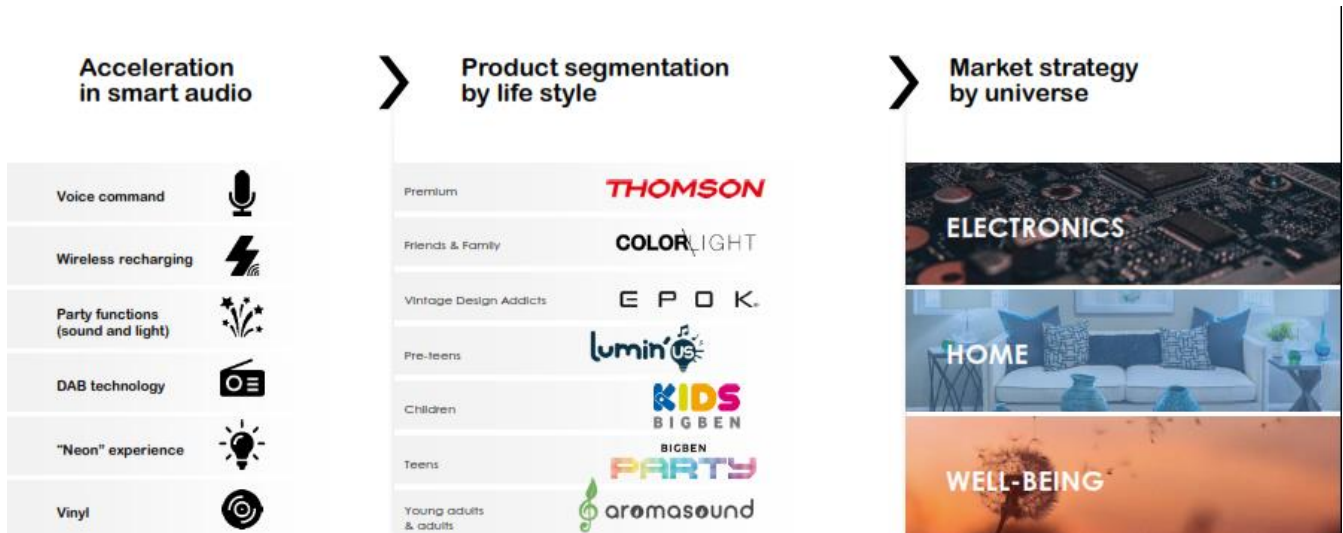 Acceleration
in smart audio
Voice command
Wireless recharging
Party functions
(sound and light)
DAB technology
"Neon" experience
Vinyl
Product segmentation
by life style
Premium
THOMSON
Friends & Family
COLORLIGHT
Vintage Design Addicts
EPOK
Pre-teens
lumin'US
Children
KIDS
BIGBEN
Teens
BIGBEN
PARTY
Young adults
& adults
aromasound
Market strategy
by universe
ELECTRONICS
HOME
WELL-BEING